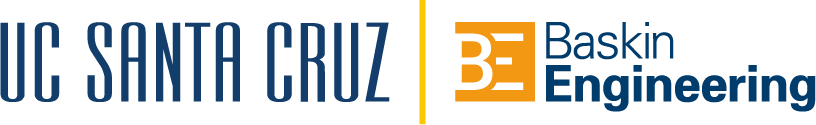 UC SANTA CRUZ
BE
Baskin
Engineering